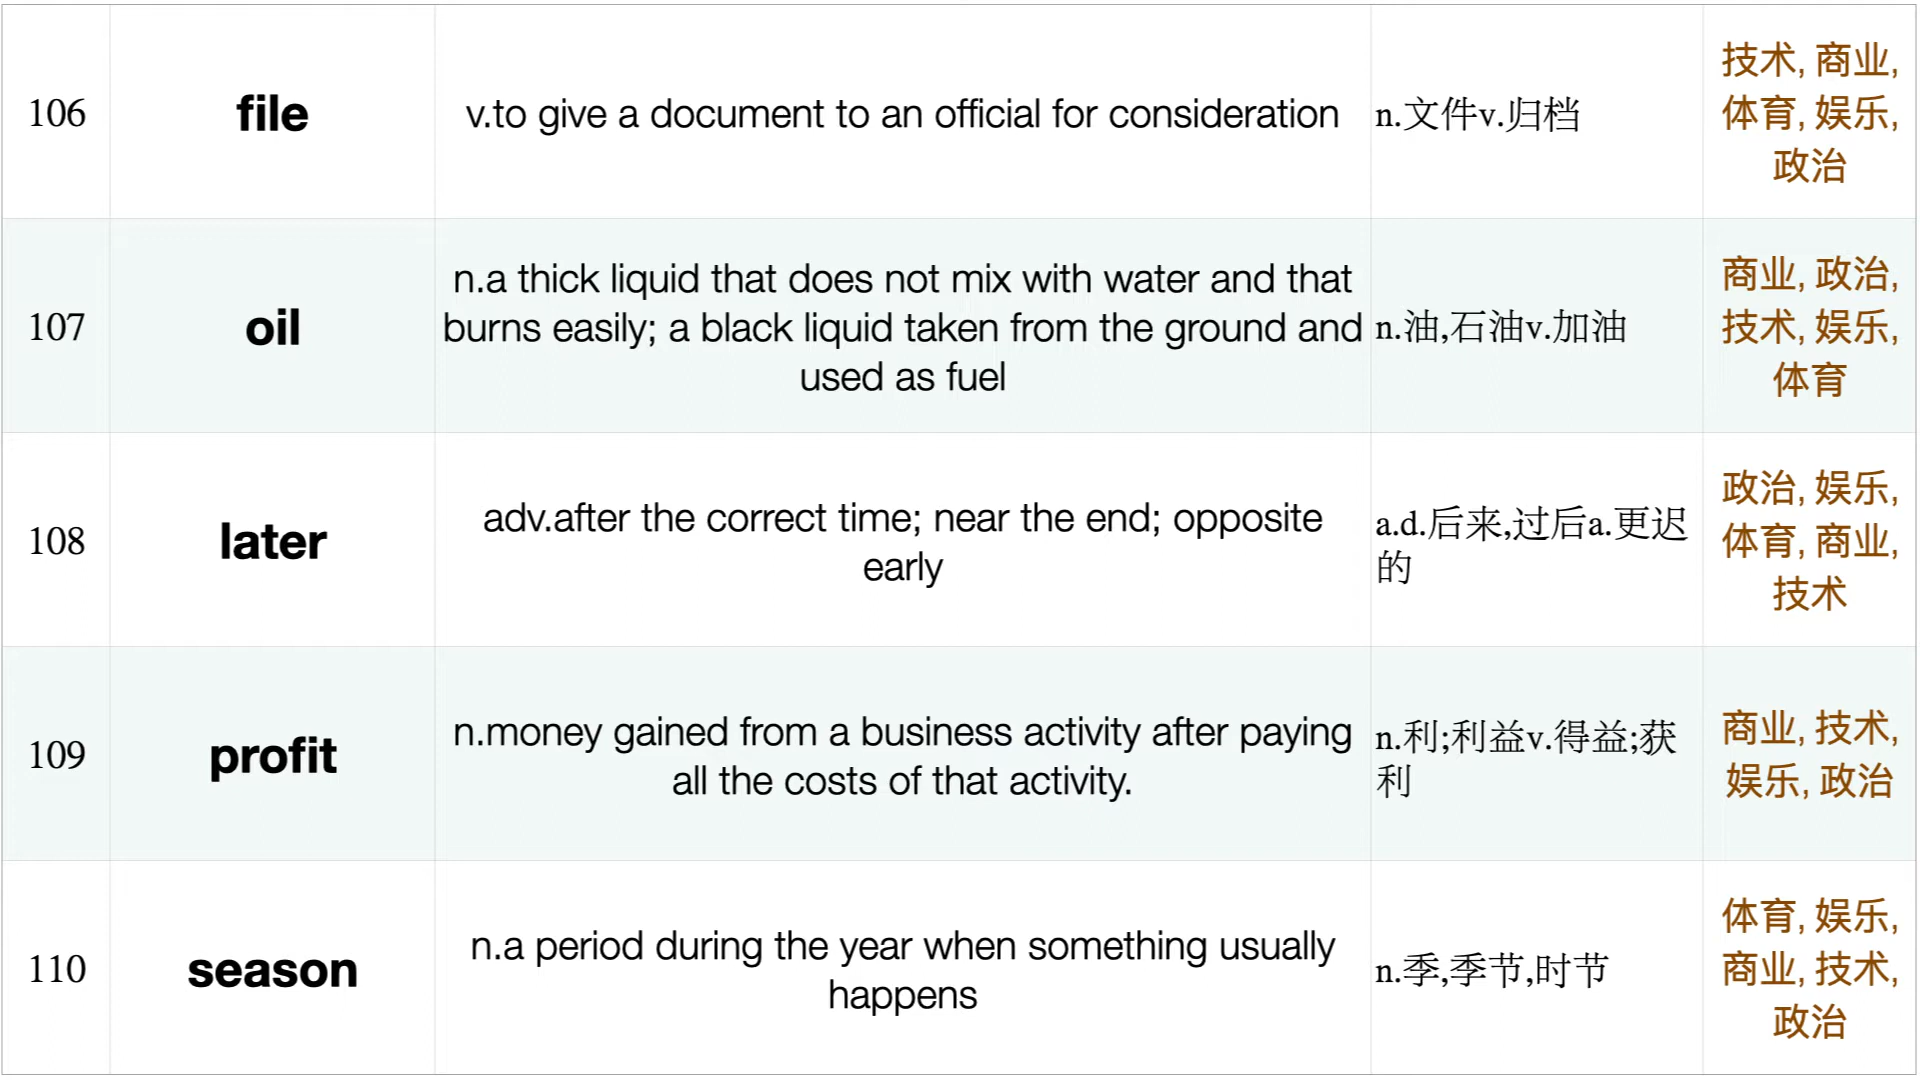 106
file
v.to give a document to an official for consideration
n.文件v.归档
技术, 商业,
体育, 娱乐,
政治
107
oil
n.a thick liquid that does not mix with water and that
burns easily; a black liquid taken from the ground and
used as fuel
n.油,石油v.加油
商业, 政治,
技术, 娱乐,
体育
108
later
adv.after the correct time; near the end; opposite
early
a.d.后来,过后a.更迟
的
政治, 娱乐,
体育, 商业,
技术
109
profit
n.money gained from a business activity after paying
all the costs of that activity.
n.利;利益v.得益;获
利
商业, 技术,
娱乐, 政治
110
season
n.a period during the year when something usually
happens
n.季,季节,时节
体育, 娱乐,
商业, 技术,
政治